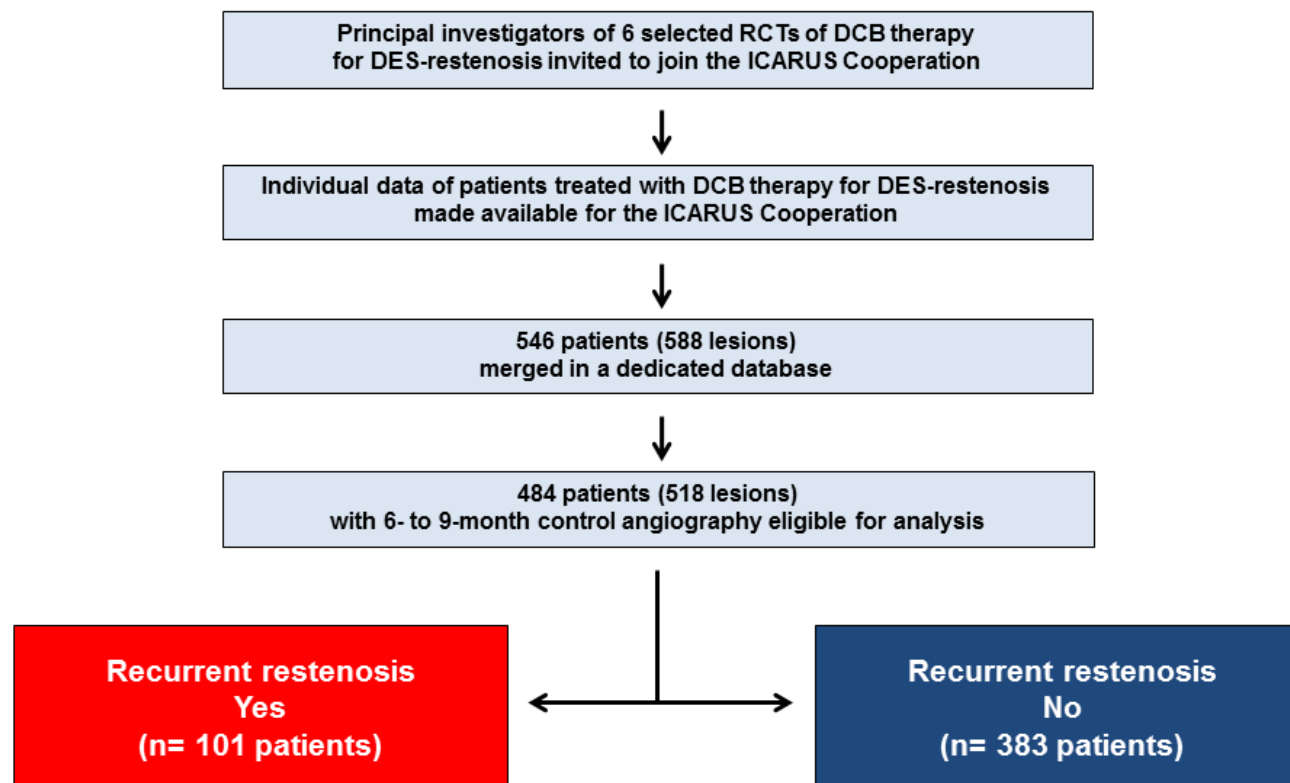 Principal investigators of 6 selected RCTs of DCB therapy
for DES-restenosis invited to join the ICARUS Cooperation
Individual data of patients treated with DCB therapy for DES-restenosis
made available for the ICARUS Cooperation
546 patients (588 lesions)
merged in a dedicated database
484 patients (518 lesions)
with 6- to 9-month control angiography eligible for analysis
Recurrent restenosis
Yes
(n= 101 patients)
Recurrent restenosis
No
(n= 383 patients)